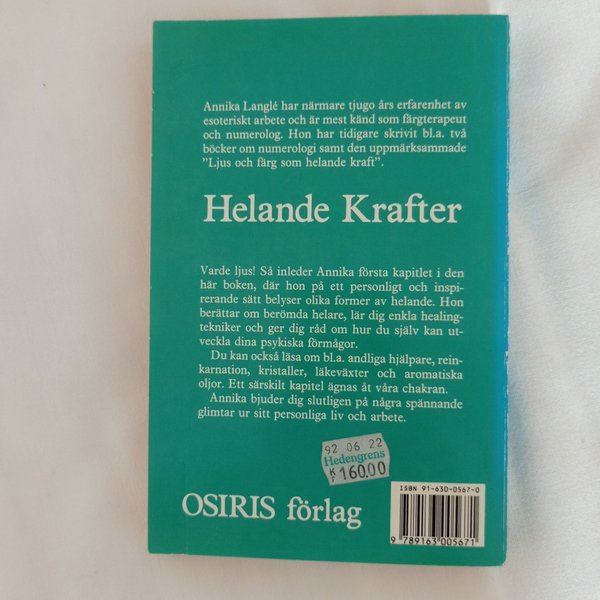 Annika Langlé har närmare tjugo års erfarenhet av
esoteriskt arbete och är mest känd som färgterapeut
och numerolog. Hon har tidigare skrivit bl.a. två
böcker om numerologi samt den uppmärksammade
”Ljus och färg som helande kraft”.
Helande Krafter
Varde ljus! Så inleder Annika första kapitlet i den
här boken, där hon på ett personligt och inspi-
rerande sätt belyser olika former av helande. Hon
berättar om berömda helare, lär dig enkla healing-
tekniker och ger dig råd om hur du själv kan ut-
veckla dina psykiska förmågor.
Du kan också läsa om bl.a. andliga hjälpare, rein-
karnation, kristaller, läkeväxter och aromatiska
oljor. Ett särskilt kapitel ägnas åt våra chakran.
Annika bjuder dig slutligen på några spännande
glimtar ur sitt personliga liv och arbete.
92 06 22
Hedengrens
Kr 160.00
OSIRIS förlag
ISBN 91-630-0567-0
9 789163 005671